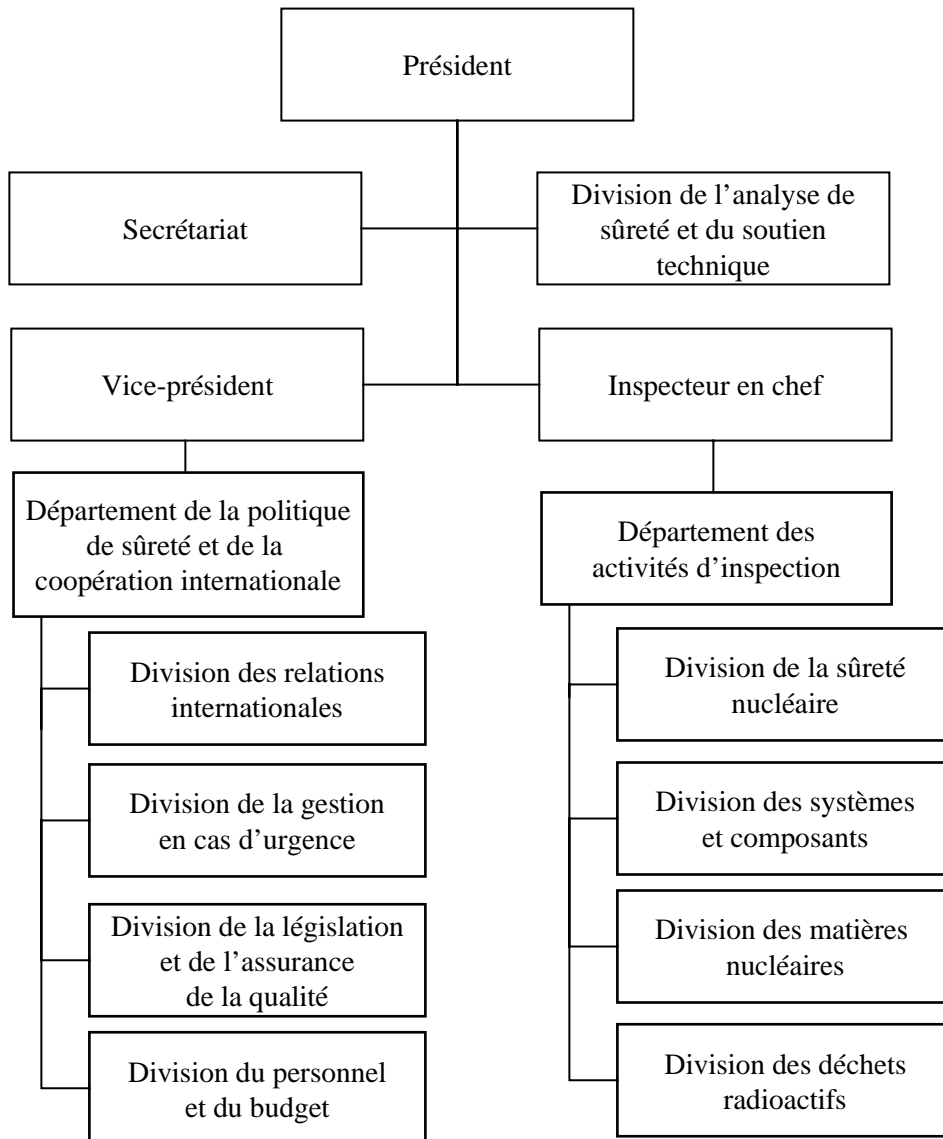 Président
Secrétariat
Division de l’analyse de
sûreté et du soutien
technique
Vice-président
Inspecteur en chef
Département de la politique
de sûreté et de la
coopération internationale
Division des relations
internationales
Division de la gestion
en cas d’urgence
Division de la législation
et de l’assurance
de la qualité
Division du personnel
et du budget
Département des
activités d’inspection
Division de la sûreté
nucléaire
Division des systèmes
et composants
Division des matières
nucléaires
Division des déchets
radioactifs